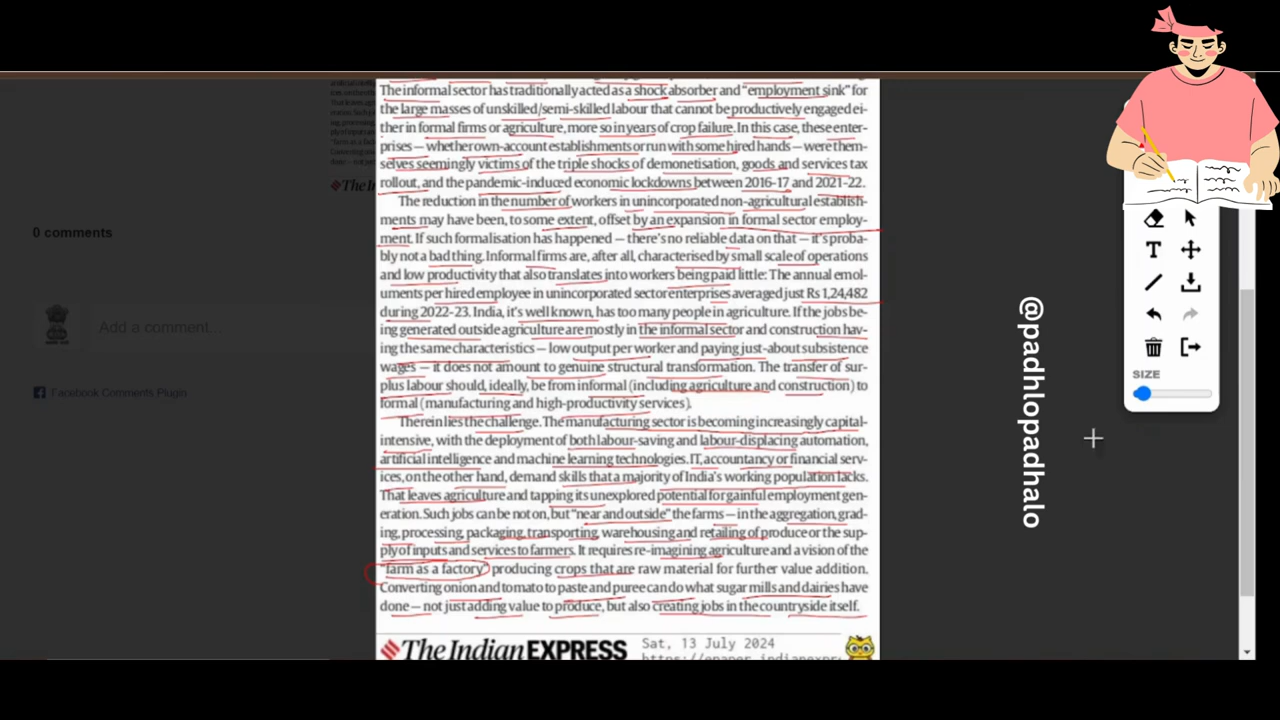 The informal sector has traditionally acted as a shock absorber and "employment sink" for
the large masses of unskilled/semi-skilled labour that cannot be productively engaged ei-
ther in formal firms or agriculture, more so in years of crop failure. In this case, these enter-
prises — whether own-account establishments or run with some hired hands — were them-
selves seemingly victims of the triple shocks of demonetisation, goods and services tax
rollout, and the pandemic-induced economic lockdowns between 2016-17 and 2021-22.
The reduction in the number of workers in unincorporated non-agricultural establish-
ments may have been, to some extent, offset by an expansion in formal sector employ-
ment. If such formalisation has happened — there's no reliable data on that — it's proba-
bly not a bad thing. Informal firms are, after all, characterised by small scale of operations
and low productivity that also translates into workers being paid little: The annual emol-
uments per hired employee in unincorporated sector enterprises averaged just Rs 1,24,482
during 2022-23. India, it's well known, has too many people in agriculture. If the jobs be-
ing generated outside agriculture are mostly in the informal sector and construction hav-
ing the same characteristics — low output per worker and paying just-about subsistence
wages — it does not amount to genuine structural transformation. The transfer of sur-
plus labour should, ideally, be from informal (including agriculture and construction) to
formal (manufacturing and high-productivity services).
Therein lies the challenge. The manufacturing sector is becoming increasingly capital-
intensive, with the deployment of both labour-saving and labour-displacing automation,
artificial intelligence and machine learning technologies. IT, accountancy or financial serv-
ices, on the other hand, demand skills that a majority of India's working population lacks.
That leaves agriculture and tapping its unexplored potential for gainful employment gen-
eration. Such jobs can be not on, but "near and outside" the farms — in the aggregation, grad-
ing, processing, packaging, transporting, warehousing and retailing of produce or the sup-
ply of inputs and services to farmers. It requires re-imagining agriculture and a vision of the
"farm as a factory" producing crops that are raw material for further value addition.
Converting onion and tomato to paste and puree can do what sugar mills and dairies have
done — not just adding value to produce, but also creating jobs in the countryside itself.
The Indian EXPRESS
Sat, 13 July 2024
0 comments
Add a comment...
Facebook Comments Plugin
@padhlopadhalo
T
SIZE